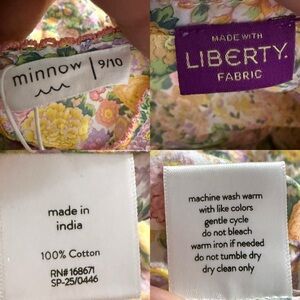 minnow 9/10
MADE WITH
LIBERTY.
FABRIC
made in
india
100% Cotton
RN# 168671
SP-25/0446
machine wash warm
with like colors
gentle cycle
do not bleach
warm iron if needed
do not tumble dry
dry clean only